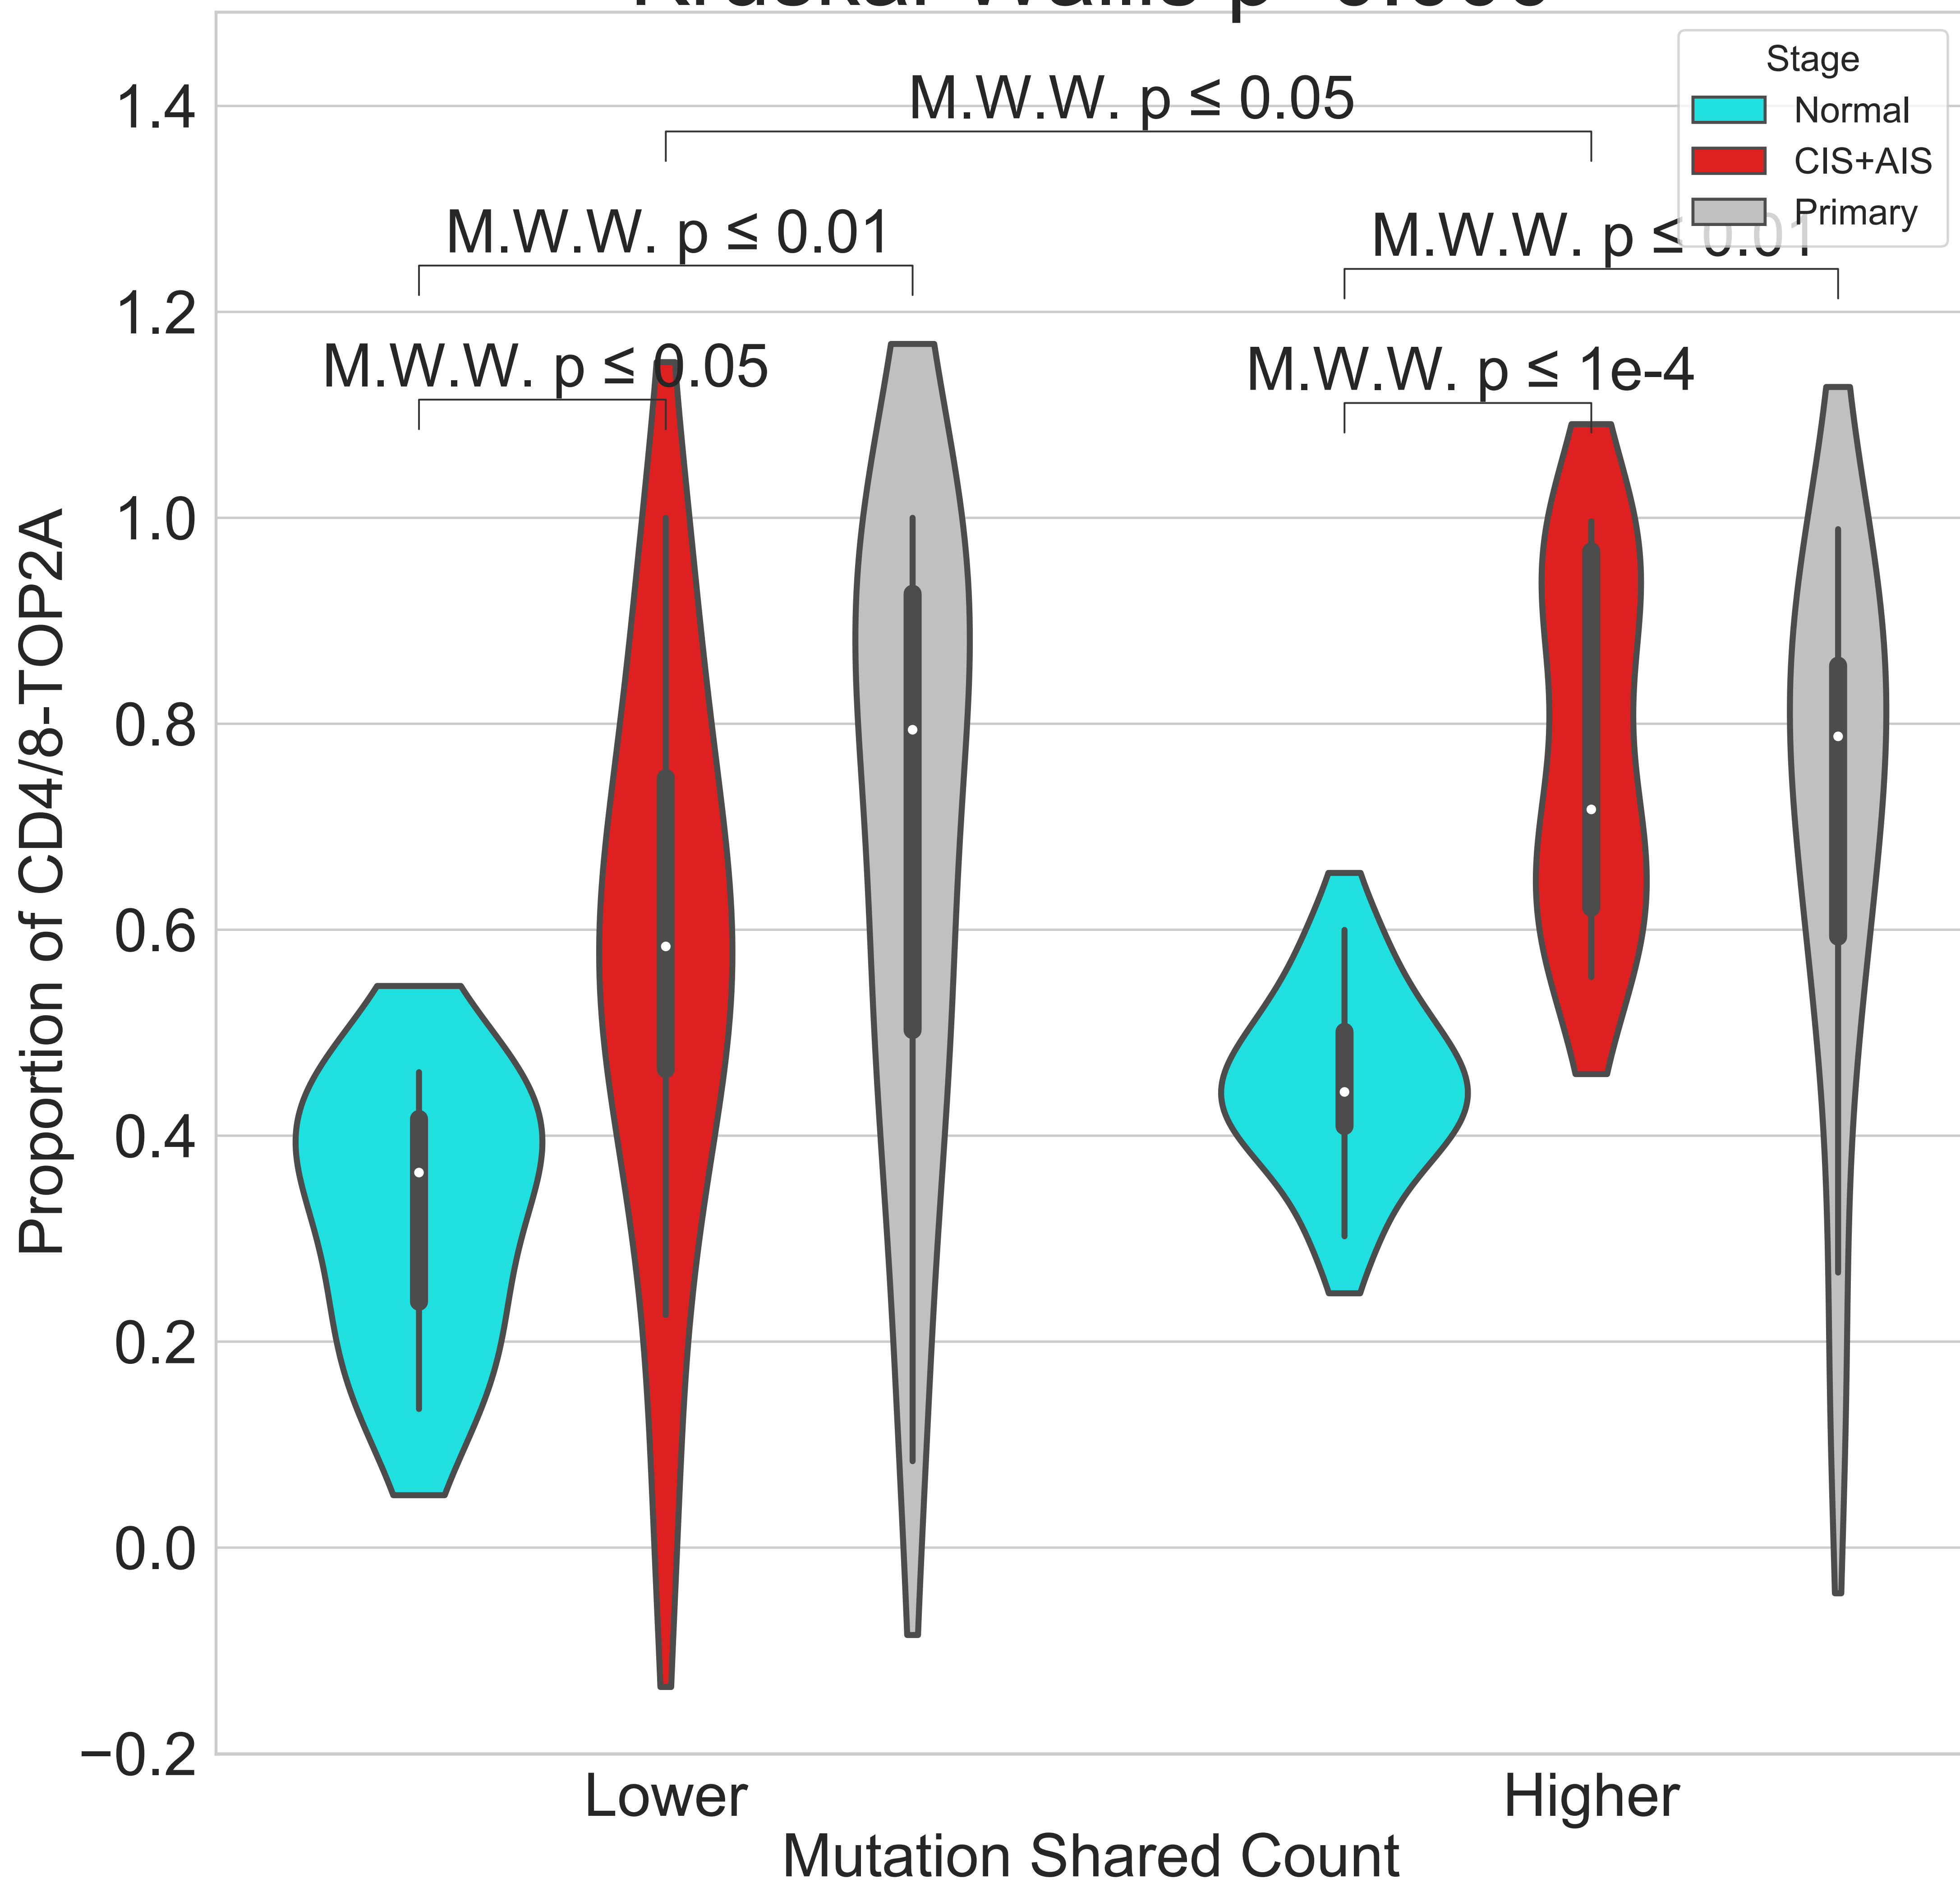 Stage
Normal
CIS+AIS
Primary
M.W.W. p ≤ 0.05
M.W.W. p ≤ 0.01
M.W.W. p ≤ 0.01
M.W.W. p ≤ 0.05
M.W.W. p ≤ 1e-4
1.4
1.2
1.0
0.8
0.6
0.4
0.2
0.0
−0.2
Proportion of CD4/8-TOP2A
Lower
Higher
Mutation Shared Count